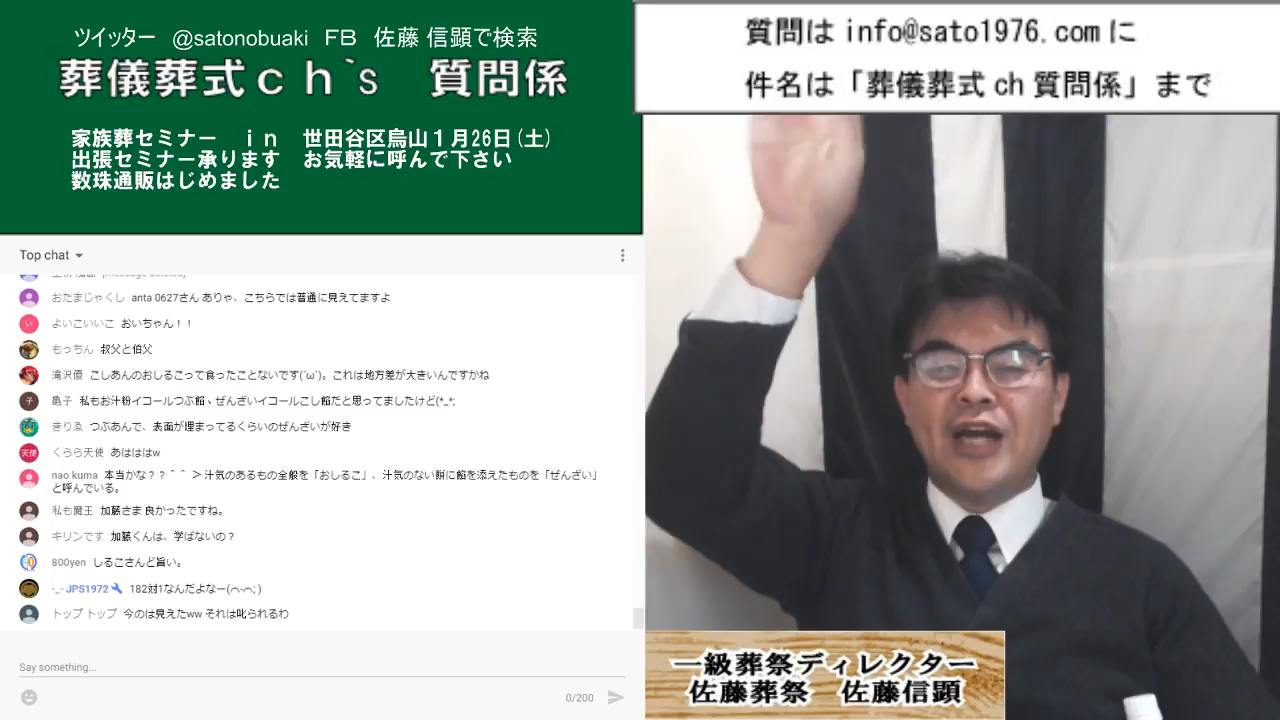 ツイッター　@satonobuaki　ＦＢ　佐藤 信顕で検索
葬儀葬式ｃｈ`s　質問係
家族葬セミナー　ｉｎ　世田谷区烏山１月26日(土)
出張セミナー承ります　お気軽に呼んで下さい
数珠通販はじめました
質問は info@sato1976.com に
件名は「葬儀葬式 ch 質問係」まで
Top chat
おたまじゃくし anta 0627さん ありゃ、こちらでは普通に見えてますよ
よいこいいこ おいちゃん！！
もっちん 叔父と伯父
滝沢優 こしあんのおしるこって食ったことないです(´ω`)。これは地方差が大きいんですかね
亀子 私もお汁粉イコールつぶ餡、ぜんざいイコールこし餡だと思ってましたけど(*_*;
きりゑ つぶあんで、表面が埋まってるくらいのぜんざいが好き
天使 くらら天使 あはははw
nao kuma 本当かな？？＾＾ ＞汁気のあるもの全般を「おしるこ」、汁気のない餅に餡を添えたものを「ぜんざい」
と呼んでいる。
私も魔王 加藤さま 良かったですね。
キリンです 加藤くんは、学ばないの？
800yen しるこさんど旨い。
-_- JPS1972 182対1なんだよなー(⌒-⌒; )
トップ トップ 今のは見えたww それは叱られるわ
Say something...
0/200
一級葬祭ディレクター
佐藤葬祭　佐藤信顕